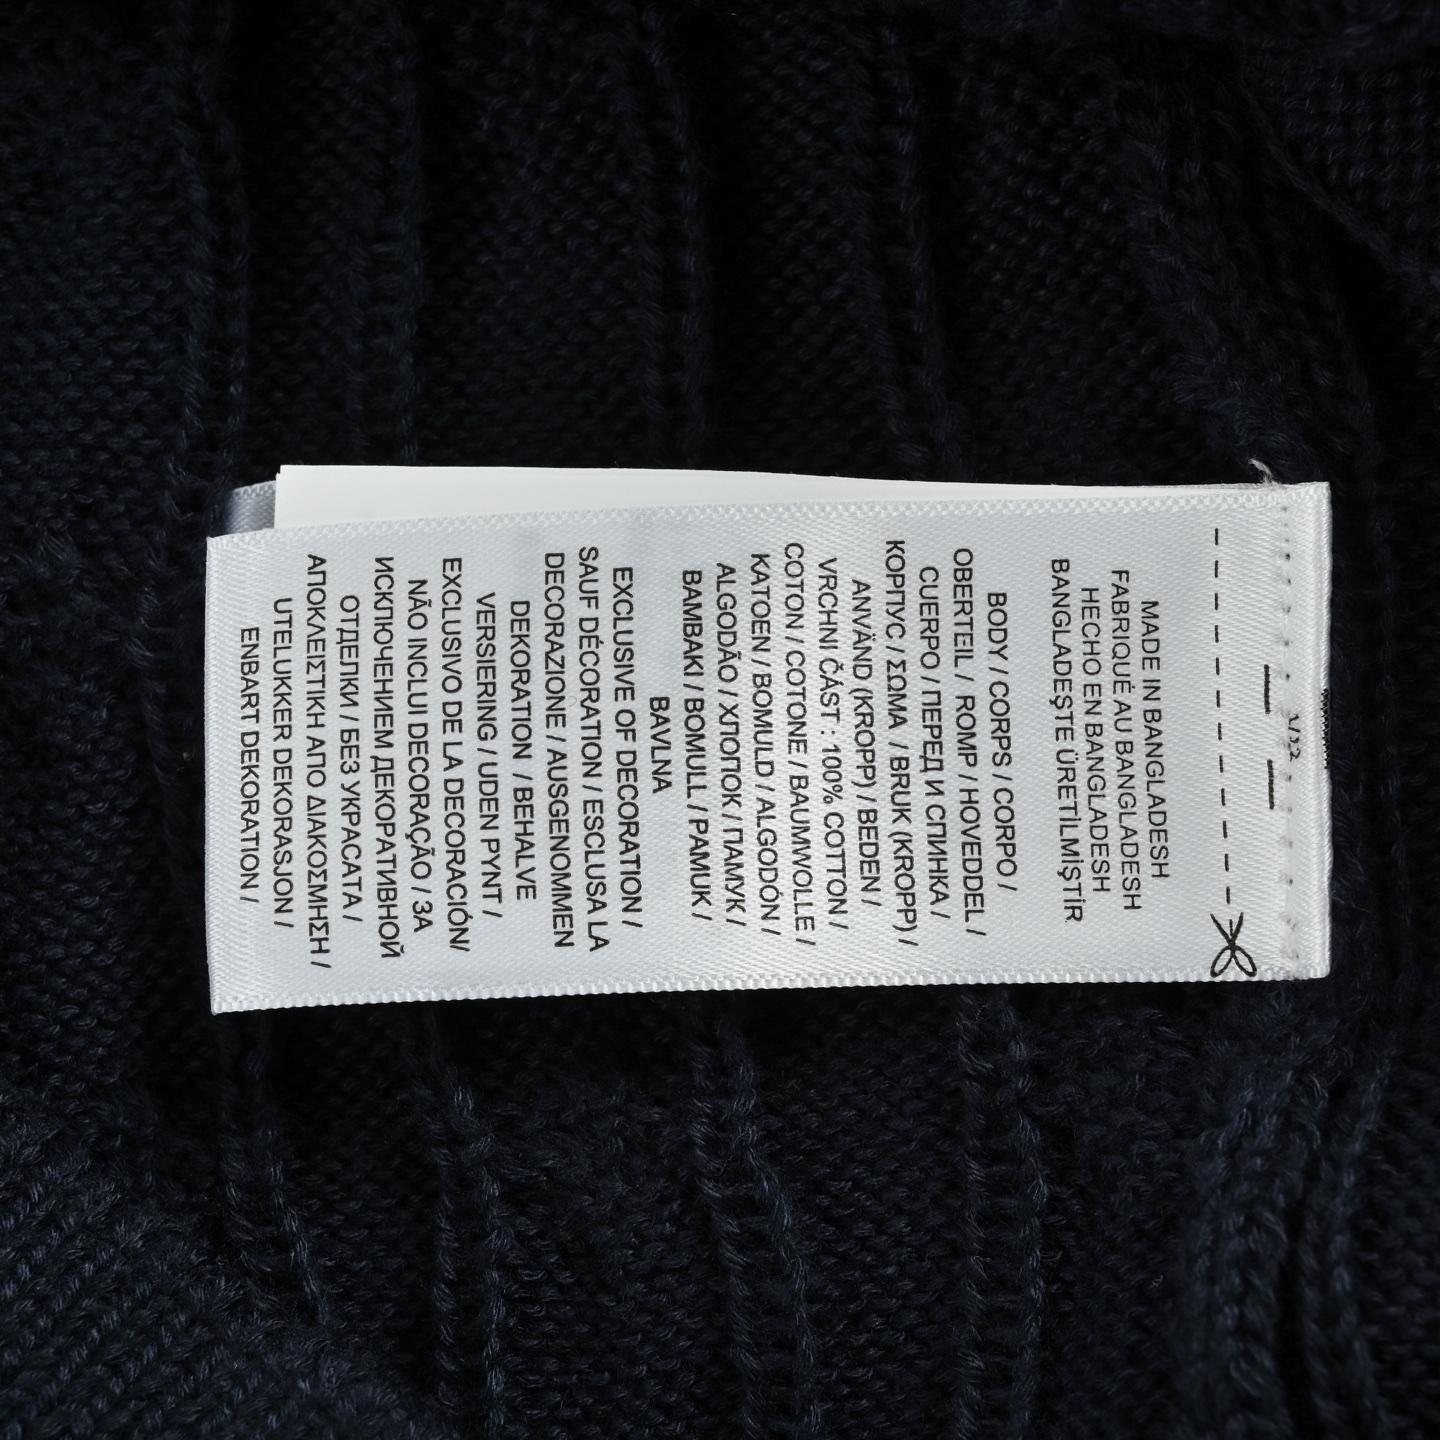 MADE IN BANGLADESH
FABRIQUÉ AU BANGLADESH
HECHO EN BANGLADESH
BANGLADEŞTE ÜRETİLMİŞTİR
BODY / CORPS / CORPO /
OBERTEIL / ROMP / HOVEDDEL /
CUERPO / ПЕРЕД И СПИНКА /
КОРПУС / ΣΩΜΑ / BRUK (KROPP) /
ANVÄND (KROPP) / BEDEN /
VRCHNI ČÁST : 100% COTTON /
COTON / COTONE / BAUMWOLLE /
KATOEN / BOMULD / ALGODÓN /
ALGODÃO / ХЛОПОК / ПАМУК /
BAMBAKI / BOMULL / PAMUK /
BAVLNA
EXCLUSIVE OF DECORATION /
SAUF DÉCORATION / ESCLUSA LA
DECORAZIONE / AUSGENOMMEN
DEKORATION / BEHALVE
VERSIERING / UDEN PYNT /
EXCLUSIVO DE LA DECORACIÓN/
NÃO INCLUI DECORAÇÃO / ЗА
ИСКЛЮЧЕНИЕМ ДЕКОРАТИВНОЙ
ОТДЕЛКИ / БЕЗ УКРАСАТА /
ΑΠΟΚΛΕΙΣΤΙΚΗ ΑΠΟ ΔΙΑΚΟΣΜΗΣΗ /
UTELUKKER DEKORASJON /
ENBART DEKORATION /